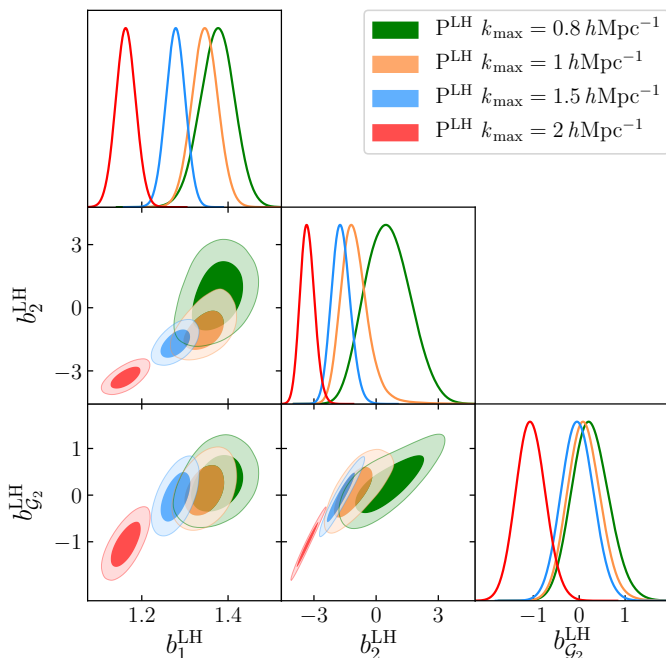 P^LH k_max = 0.8 hMpc^−1
P^LH k_max = 1 hMpc^−1
P^LH k_max = 1.5 hMpc^−1
P^LH k_max = 2 hMpc^−1
3
0
−3
b_2^LH
1
0
−1
b_𝒢₂^LH
1.2 1.4
b_1^LH
−3 0 3
b_2^LH
−1 0 1
b_𝒢₂^LH